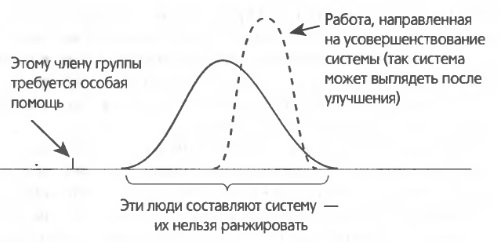 Этому члену группы
требуется особая
помощь
Работа, направленная
на усовершенствование
системы (так система
может выглядеть после
улучшения)
Эти люди составляют систему —
их нельзя ранжировать